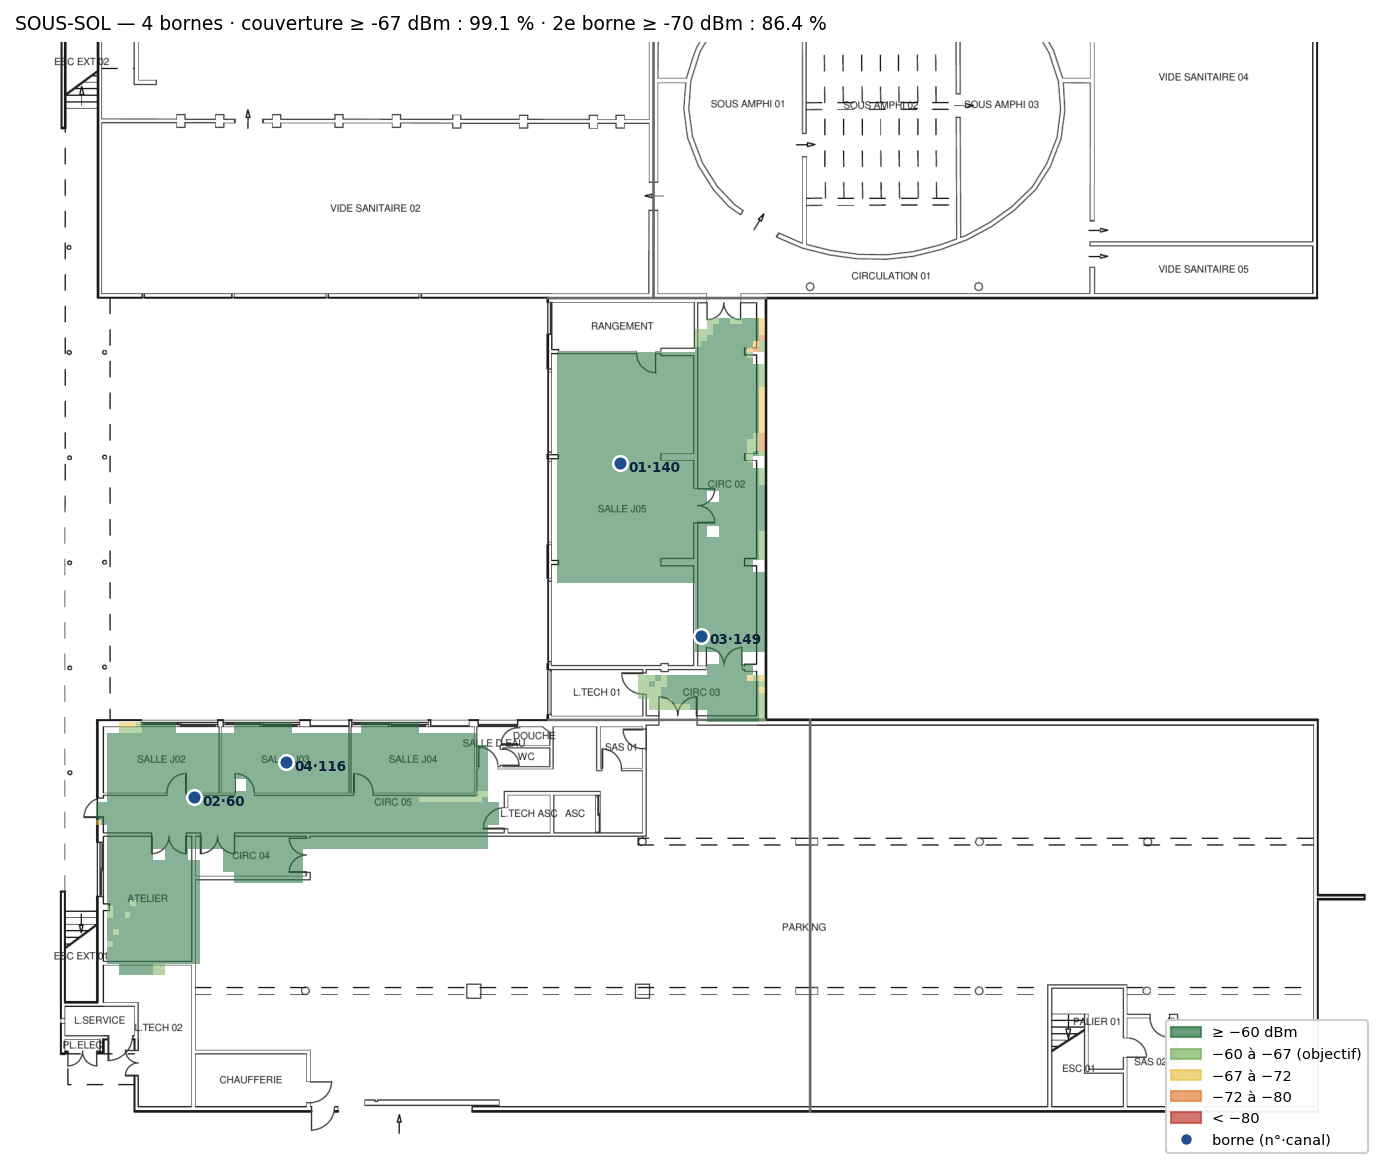 SOUS-SOL — 4 bornes · couverture ≥ -67 dBm : 99.1 % · 2e borne ≥ -70 dBm : 86.4 %
ESC EXT 02
VIDE SANITAIRE 04
SOUS AMPHI 01
SOUS AMPHI 02
SOUS AMPHI 03
VIDE SANITAIRE 02
CIRCULATION 01
VIDE SANITAIRE 05
RANGEMENT
01·140
CIRC 02
SALLE J05
03·149
L.TECH 01
CIRC 03
SALLE D'EAU
DOUCHE
SAS 01
WC
SALLE J02
SALLE J03
SALLE J04
04·116
02·60
CIRC 05
L.TECH ASC
ASC
CIRC 04
ATELIER
PARKING
ESC EXT 01
L.SERVICE
L.TECH 02
PALIER 01
PL.ELEC
ESC 01
SAS 02
CHAUFFERIE
≥ −60 dBm
−60 à −67 (objectif)
−67 à −72
−72 à −80
< −80
borne (n°·canal)